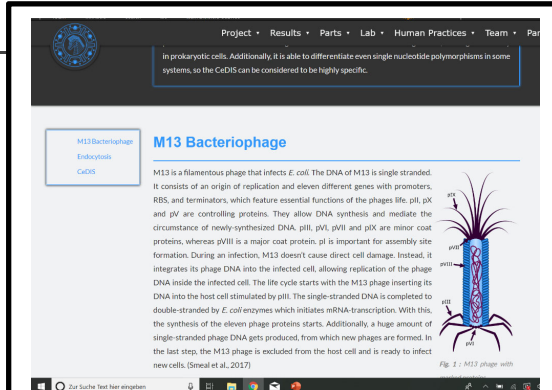 Project Results Parts Lab Human Practices Team Par
in prokaryotic cells. Additionally, it is able to differentiate even single nucleotide polymorphisms in some
systems, so the CeDIS can be considered to be highly specific.
M13 Bacteriophage
Endocytosis
CeDIS
M13 Bacteriophage
M13 is a filamentous phage that infects E. coli. The DNA of M13 is single stranded.
It consists of an origin of replication and eleven different genes with promoters,
RBS, and terminators, which feature essential functions of the phages life. pII, pX
and pV are controlling proteins. They allow DNA synthesis and mediate the
circumstance of newly-synthesized DNA. pIII, pVI, pVII and pIX are minor coat
proteins, whereas pVIII is a major coat protein. pI is important for assembly site
formation. During an infection, M13 doesn't cause direct cell damage. Instead, it
integrates its phage DNA into the infected cell, allowing replication of the phage
DNA inside the infected cell. The life cycle starts with the M13 phage inserting its
DNA into the host cell stimulated by pIII. The single-stranded DNA is completed to
double-stranded by E. coli enzymes which initiates mRNA-transcription. With this,
the synthesis of the eleven phage proteins starts. Additionally, a huge amount of
single-stranded phage DNA gets produced, from which new phages are formed. In
the last step, the M13 phage is excluded from the host cell and is ready to infect
new cells. (Smeal et al., 2017)
pIX
pVII
pVIII
pIII
pVI
Fig. 1 : M13 phage with
Zur Suche Text hier eingeben